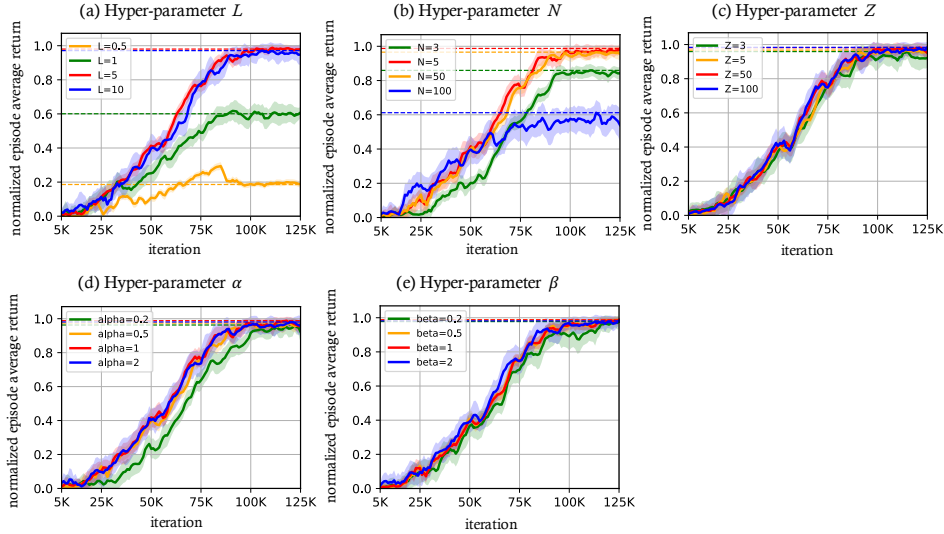 (a) Hyper-parameter L
normalized episode average return
1.0
0.8
0.6
0.4
0.2
0.0
L=0.5
L=1
L=5
L=10
5K 25K 50K 75K 100K 125K
iteration
(b) Hyper-parameter N
normalized episode average return
1.0
0.8
0.6
0.4
0.2
0.0
N=3
N=5
N=50
N=100
5K 25K 50K 75K 100K 125K
iteration
(c) Hyper-parameter Z
normalized episode average return
1.0
0.8
0.6
0.4
0.2
0.0
Z=3
Z=5
Z=50
Z=100
5K 25K 50K 75K 100K 125K
iteration
(d) Hyper-parameter α
normalized episode average return
1.0
0.8
0.6
0.4
0.2
0.0
alpha=0.2
alpha=0.5
alpha=1
alpha=2
5K 25K 50K 75K 100K 125K
iteration
(e) Hyper-parameter β
normalized episode average return
1.0
0.8
0.6
0.4
0.2
0.0
beta=0.2
beta=0.5
beta=1
beta=2
5K 25K 50K 75K 100K 125K
iteration